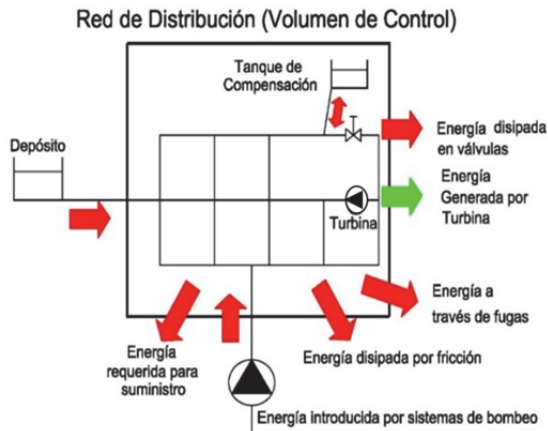 Red de Distribución (Volumen de Control)
Tanque de
Compensación
Depósito
Energía disipada
en válvulas
Energía
Generada por
Turbina
Turbina
Energía a
través de fugas
Energía
requerida para
suministro
Energía disipada por fricción
Energía introducida por sistemas de bombeo